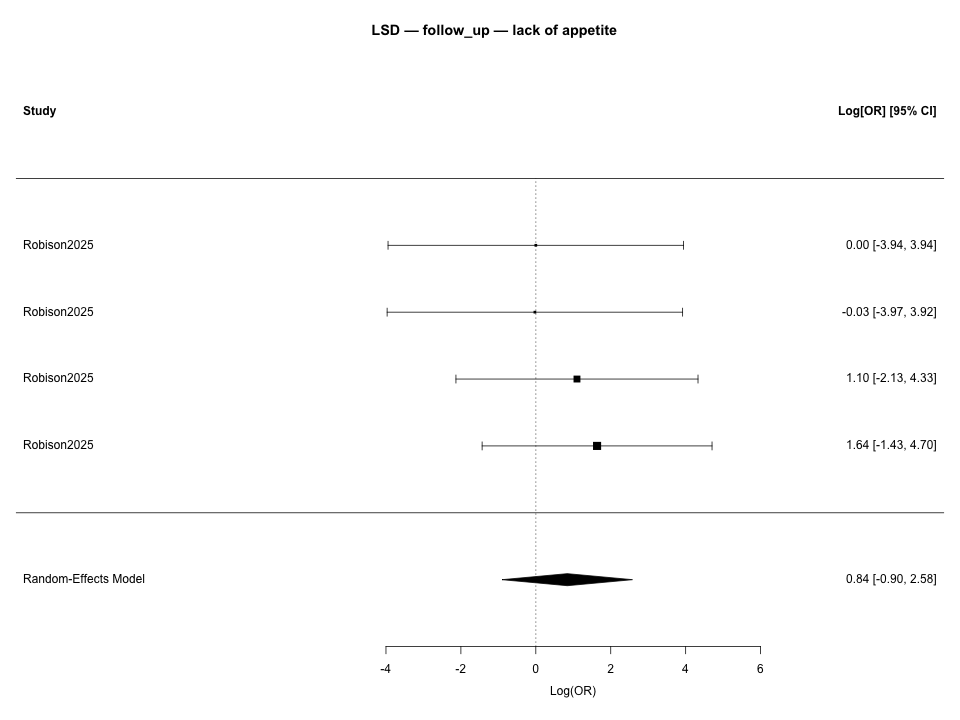 LSD — follow_up — lack of appetite
Study Log[OR] [95% CI]
Robison2025 0.00 [-3.94, 3.94]
Robison2025 -0.03 [-3.97, 3.92]
Robison2025 1.10 [-2.13, 4.33]
Robison2025 1.64 [-1.43, 4.70]
Random-Effects Model 0.84 [-0.90, 2.58]
-4 -2 0 2 4 6
Log(OR)